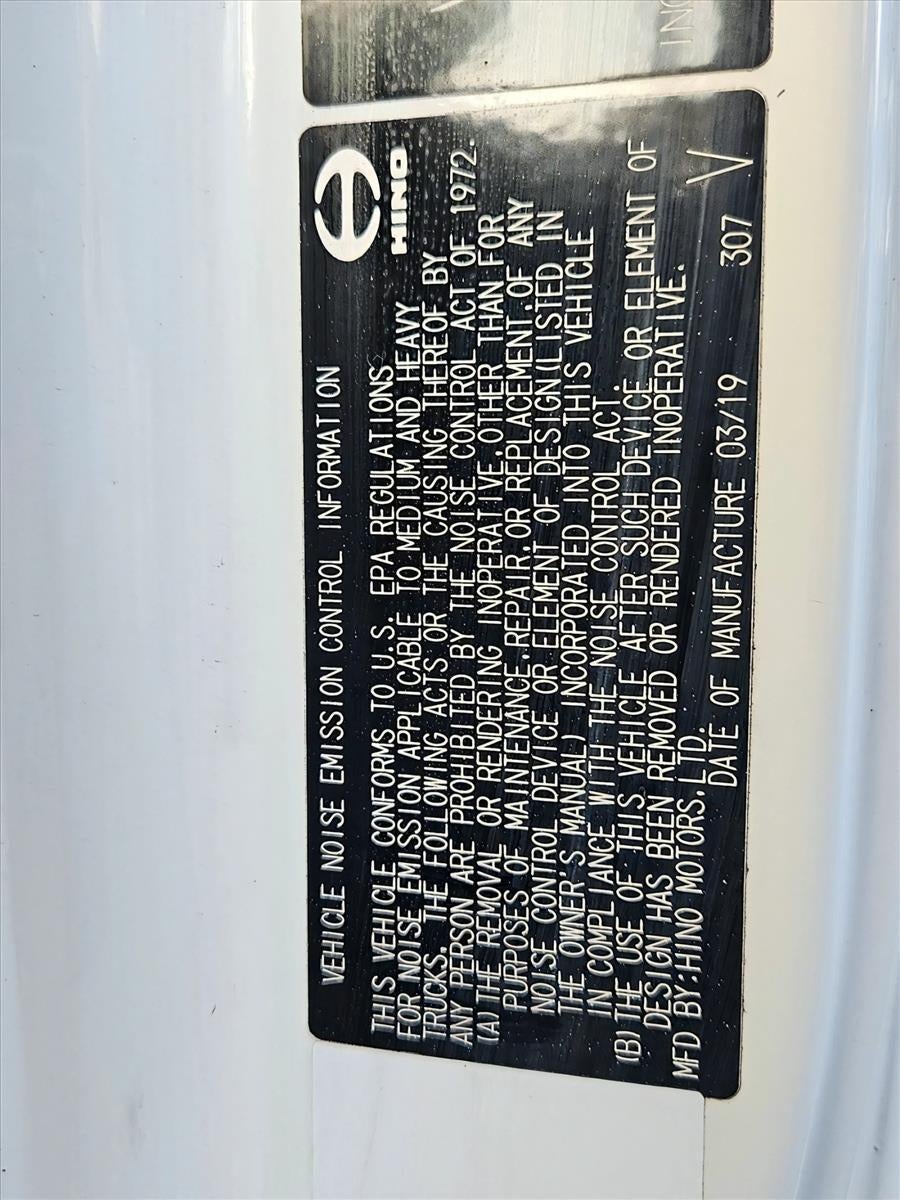 VEHICLE NOISE EMISSION CONTROL INFORMATION
HINO
THIS VEHICLE CONFORMS TO U.S. EPA REGULATIONS
FOR NOISE EMISSION APPLICABLE TO MEDIUM AND HEAVY
TRUCKS. THE FOLLOWING ACTS OR THE CAUSING THEREOF BY
ANY PERSON ARE PROHIBITED BY THE NOISE CONTROL ACT OF 1972.
(A) THE REMOVAL OR RENDERING INOPERATIVE, OTHER THAN FOR
PURPOSES OF MAINTENANCE, REPAIR, OR REPLACEMENT, OF ANY
NOISE CONTROL DEVICE OR ELEMENT OF DESIGN (LISTED IN
THE OWNER'S MANUAL) INCORPORATED INTO THIS VEHICLE
IN COMPLIANCE WITH THE NOISE CONTROL ACT.
(B) THE USE OF THIS VEHICLE AFTER SUCH DEVICE OR ELEMENT OF
DESIGN HAS BEEN REMOVED OR RENDERED INOPERATIVE.
MFD BY:HINO MOTORS, LTD.
DATE OF MANUFACTURE 03/19 307 V